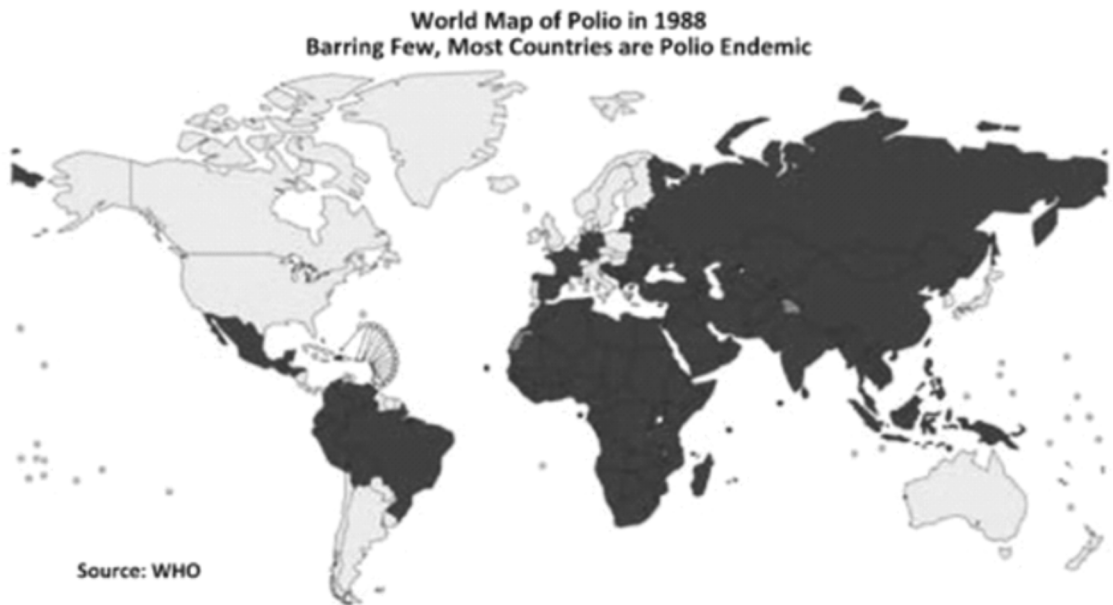 World Map of Polio in 1988
Barring Few, Most Countries are Polio Endemic
Source: WHO